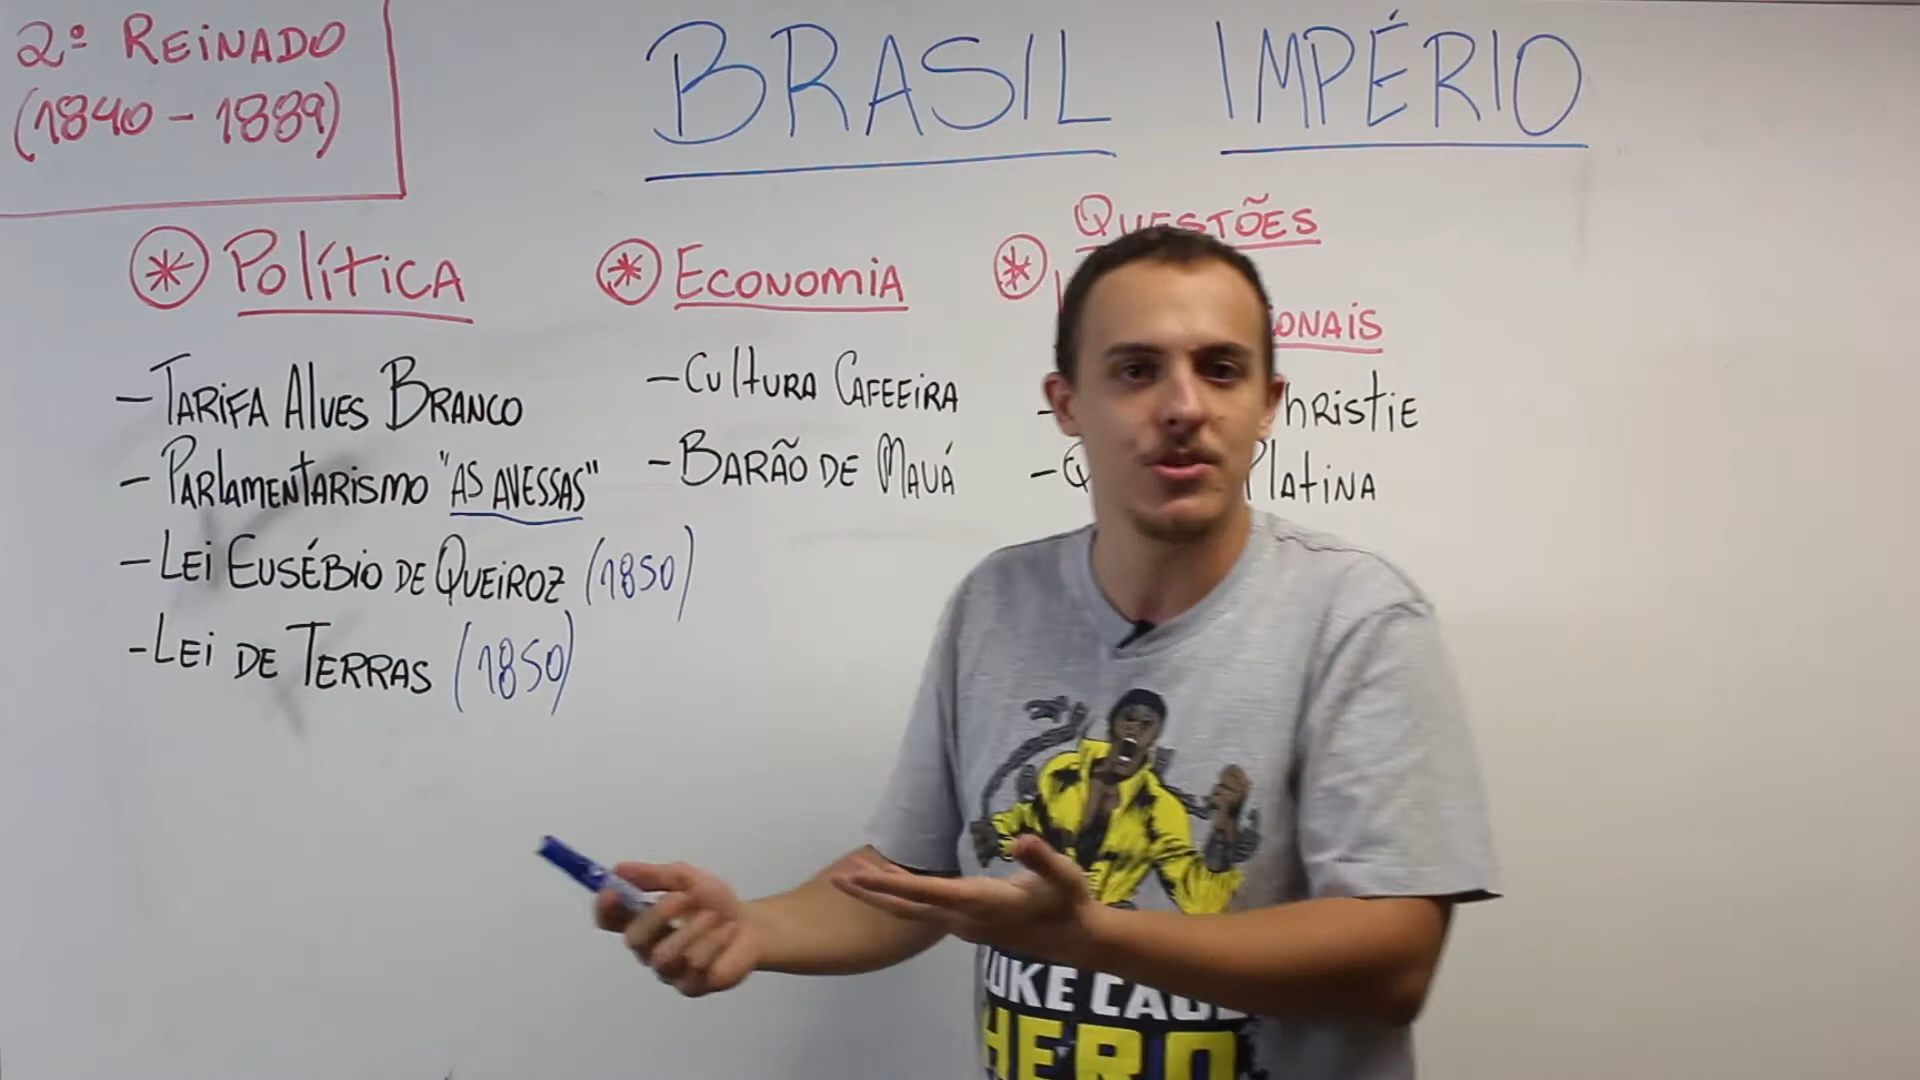 2º REINADO
(1840 - 1889)
BRASIL IMPÉRIO
* POLÍTICA
- TARIFA ALVES BRANCO
- PARLAMENTARISMO "AS AVESSAS"
- LEI EUSÉBIO DE QUEIROZ (1850)
- LEI DE TERRAS (1850)
* ECONOMIA
- CULTURA CAFEEIRA
- BARÃO DE MAUÁ
* QUESTÕES
ONAIS
- HRISTIE
- Q PLATINA
LUKE CAGE
HERO